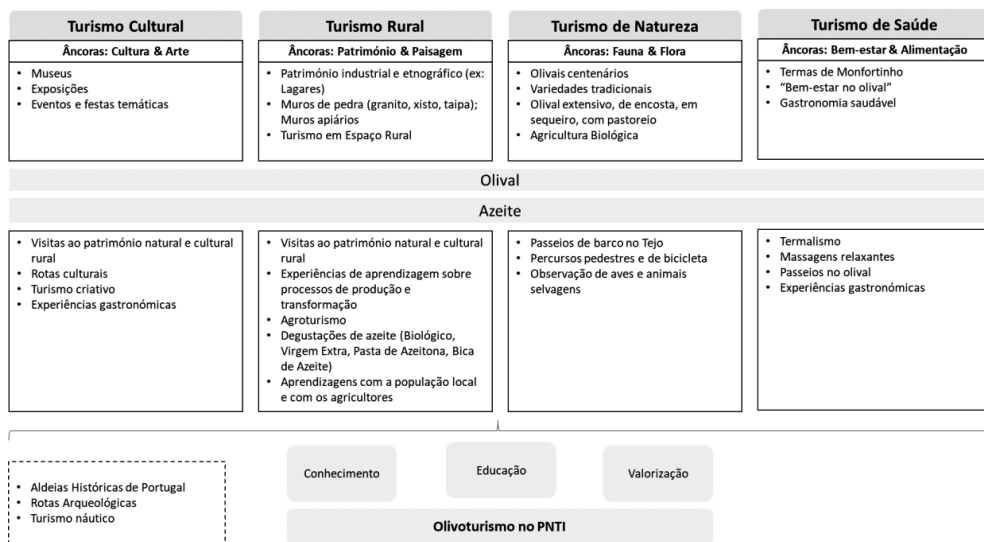 Turismo Cultural
Âncoras: Cultura & Arte
• Museus
• Exposições
• Eventos e festas temáticas
Turismo Rural
Âncoras: Património & Paisagem
• Património industrial e etnográfico (ex:
Lagares)
• Muros de pedra (granito, xisto, taipa);
Muros apiários
• Turismo em Espaço Rural
Turismo de Natureza
Âncoras: Fauna & Flora
• Olivais centenários
• Variedades tradicionais
• Olival extensivo, de encosta, em
sequeiro, com pastoreio
• Agricultura Biológica
Turismo de Saúde
Âncoras: Bem-estar & Alimentação
• Termas de Monfortinho
• “Bem-estar no olival”
• Gastronomia saudável
Olival
Azeite
• Visitas ao património natural e cultural
rural
• Rotas culturais
• Turismo criativo
• Experiências gastronómicas
• Visitas ao património natural e cultural
rural
• Experiências de aprendizagem sobre
processos de produção e
transformação
• Agroturismo
• Degustações de azeite (Biológico,
Virgem Extra, Pasta de Azeitona, Bica
de Azeite)
• Aprendizagens com a população local
e com os agricultores
• Passeios de barco no Tejo
• Percursos pedestres e de bicicleta
• Observação de aves e animais
selvagens
• Termalismo
• Massagens relaxantes
• Passeios no olival
• Experiências gastronómicas
• Aldeias Históricas de Portugal
• Rotas Arqueológicas
• Turismo náutico
Conhecimento
Educação
Valorização
Olivoturismo no PNTI